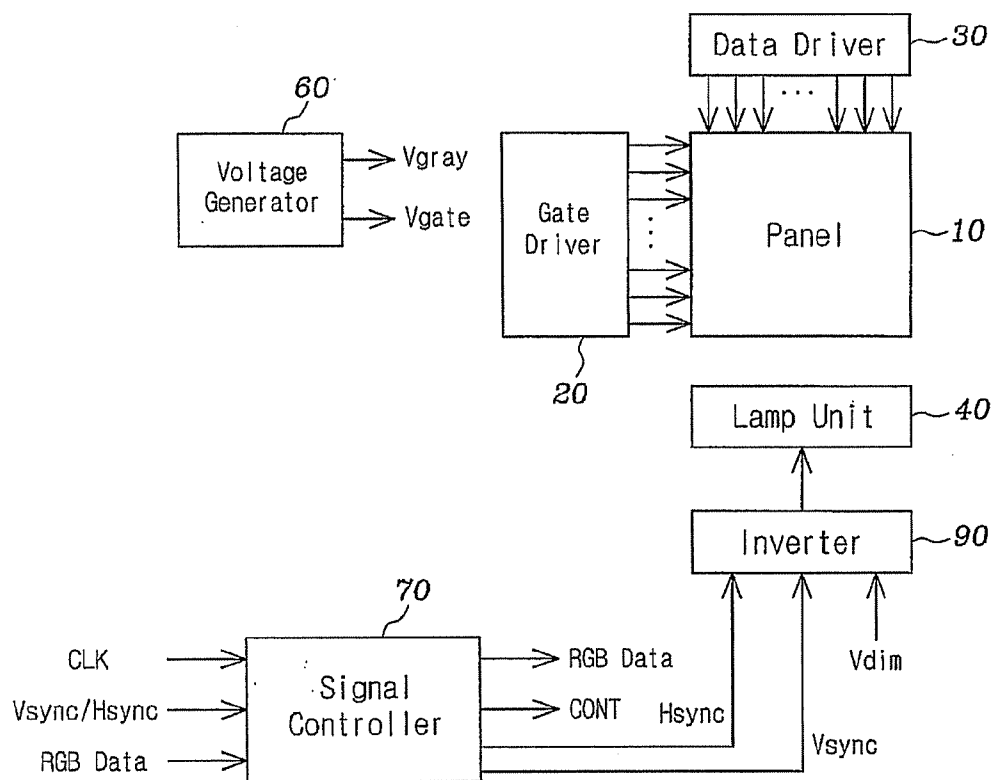 Data Driver
30
60
Voltage
Generator
Vgray
Vgate
Gate
Driver
20
Panel
10
Lamp Unit
40
Inverter
90
70
CLK
Vsync/Hsync
RGB Data
Signal
Controller
RGB Data
CONT
Hsync
Vsync
Vdim